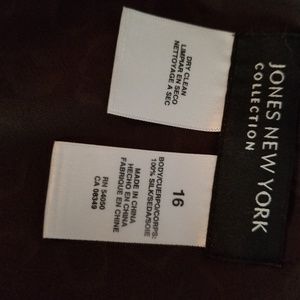 JONES NEW YORK
COLLECTION
DRY CLEAN
LIMPIAR EN SECO
NETTOYAGE A SEC
16
BODY/CUERPO/CORPS:
100% SILK/SEDA/SOIE
MADE IN CHINA
HECHO EN CHINA
FABRIQUE EN CHINE
RN 54050
CA 08349